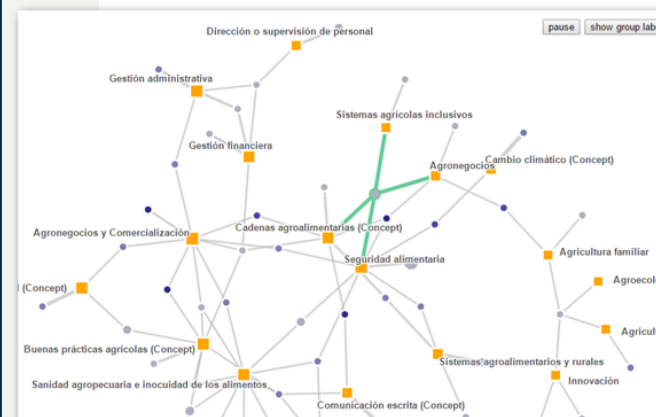 Dirección o supervisión de personal
pause
show group lab
Gestión administrativa
Sistemas agrícolas inclusivos
Gestión financiera
Agronegocios
Cambio climático (Concept)
Agronegocios y Comercialización
Cadenas agroalimentarias (Concept)
Agricultura familiar
Seguridad alimentaria
l (Concept)
Agroecol
Agricult
Buenas prácticas agrícolas (Concept)
Sistemas agroalimentarios y rurales
Innovación
Sanidad agropecuaria e inocuidad de los alimentos
Comunicación escrita (Concept)